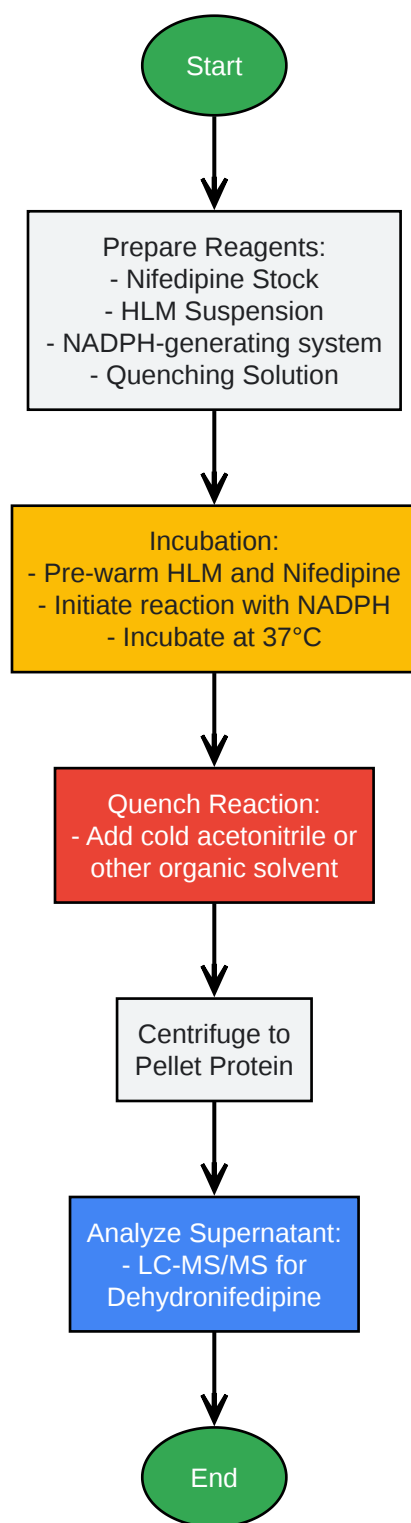 Start
Prepare Reagents:
- Nifedipine Stock
- HLM Suspension
- NADPH-generating system
- Quenching Solution
Incubation:
- Pre-warm HLM and Nifedipine
- Initiate reaction with NADPH
- Incubate at 37°C
Quench Reaction:
- Add cold acetonitrile or
other organic solvent
Centrifuge to
Pellet Protein
Analyze Supernatant:
- LC-MS/MS for
Dehydronifedipine
End